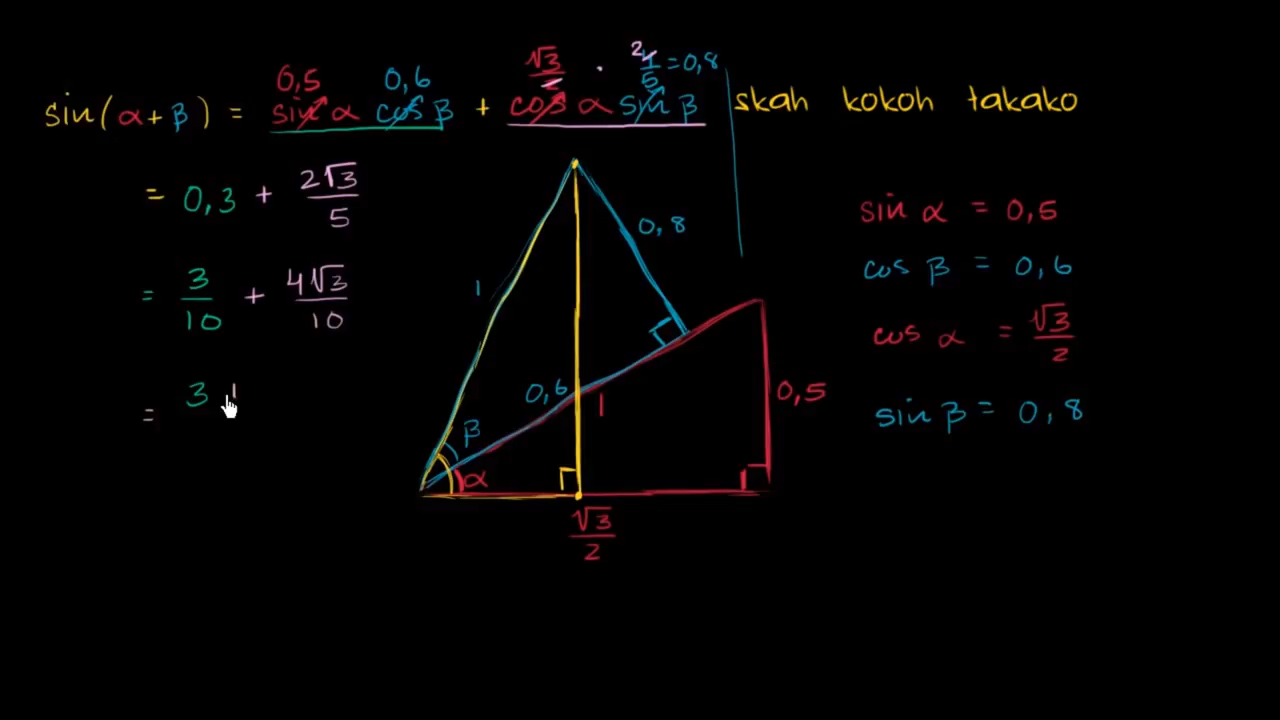 0,5 0,6 √3/2 · 2 4/5 = 0,8
sin(α+β) = sin α cos β + cos α sin β skah kokoh takako
= 0,3 + 2√3/5
= 3/10 + 4√3/10
= 3
1
0,8
0,6
1
0,5
β
α
√3/2
sin α = 0,5
cos β = 0,6
cos α = √3/2
sin β = 0,8